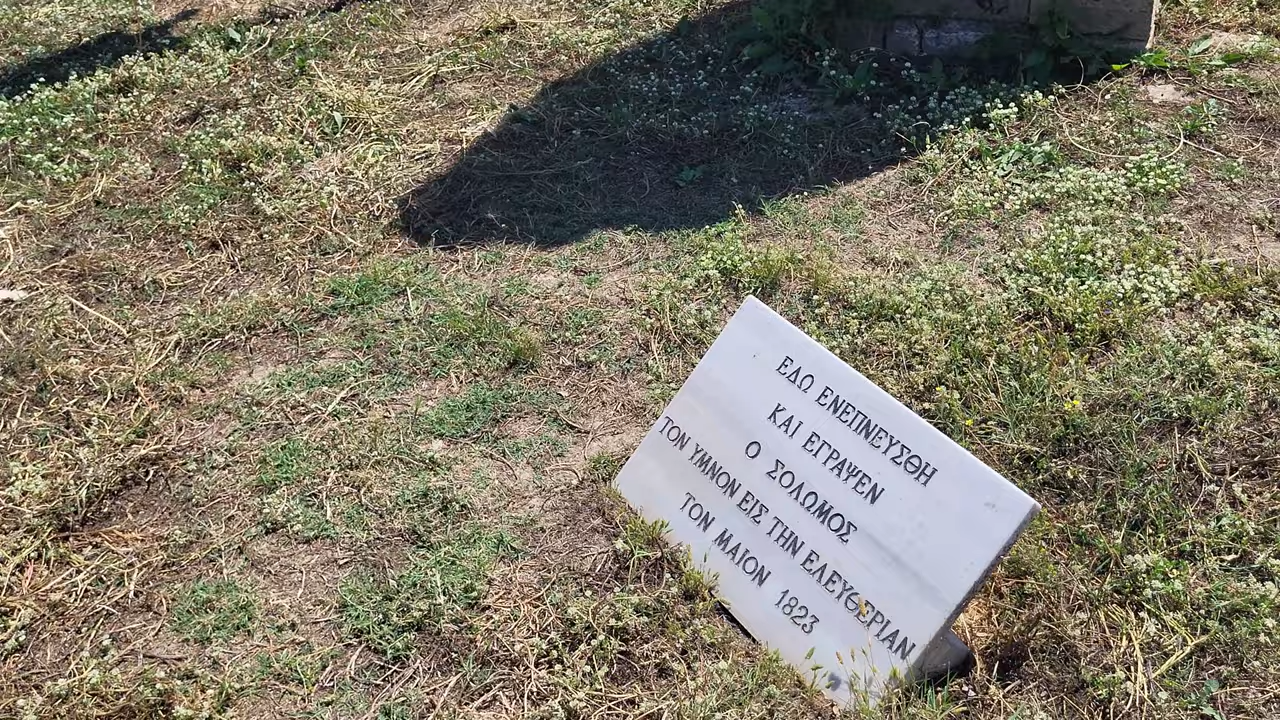 ΕΔΩ ΕΝΕΠΝΕΥΣΘΗ
ΚΑΙ ΕΓΡΑΨΕΝ
Ο ΣΟΛΩΜΟΣ
ΤΟΝ ΥΜΝΟΝ ΕΙΣ ΤΗΝ ΕΛΕΥΘΕΡΙΑΝ
ΤΟΝ ΜΑΙΟΝ 1823